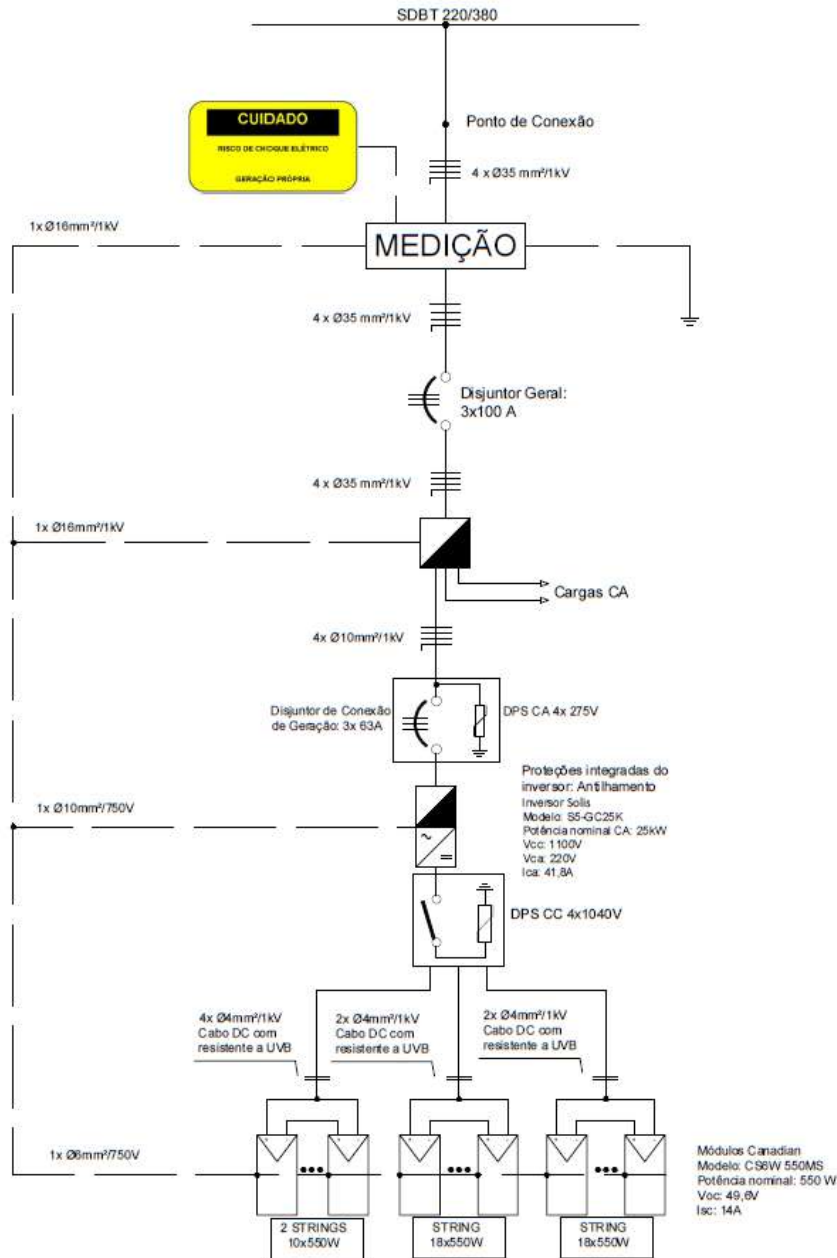 SDBT 220/380
CUIDADO
RISCO DE CHOQUE ELÉTRICO
GERAÇÃO PRÓPRIA
Ponto de Conexão
4 x Ø35 mm²/1kV
1x Ø16mm²/1kV
MEDIÇÃO
4 x Ø35 mm²/1kV
Disjuntor Geral:
3x100 A
4 x Ø35 mm²/1kV
1x Ø16mm²/1kV
Cargas CA
4x Ø10mm²/1kV
Disjuntor de Conexão
de Geração: 3x 63A
DPS CA 4x 275V
Proteções integradas do
inversor: Antilhamento
Inversor Solis
Modelo: S5-GC25K
Potência nominal CA: 25kW
Vcc: 1100V
Vca: 220V
Ica: 41,8A
1x Ø10mm²/750V
~
=
DPS CC 4x1040V
4x Ø4mm²/1kV
Cabo DC com
resistente a UVB
2x Ø4mm²/1kV
Cabo DC com
resistente a UVB
2x Ø4mm²/1kV
Cabo DC com
resistente a UVB
1x Ø6mm²/750V
Módulos Canadian
Modelo: CS6W 550MS
Potência nominal: 550 W
Voc: 49,6V
Isc: 14A
2 STRINGS
10x550W
STRING
18x550W
STRING
18x550W